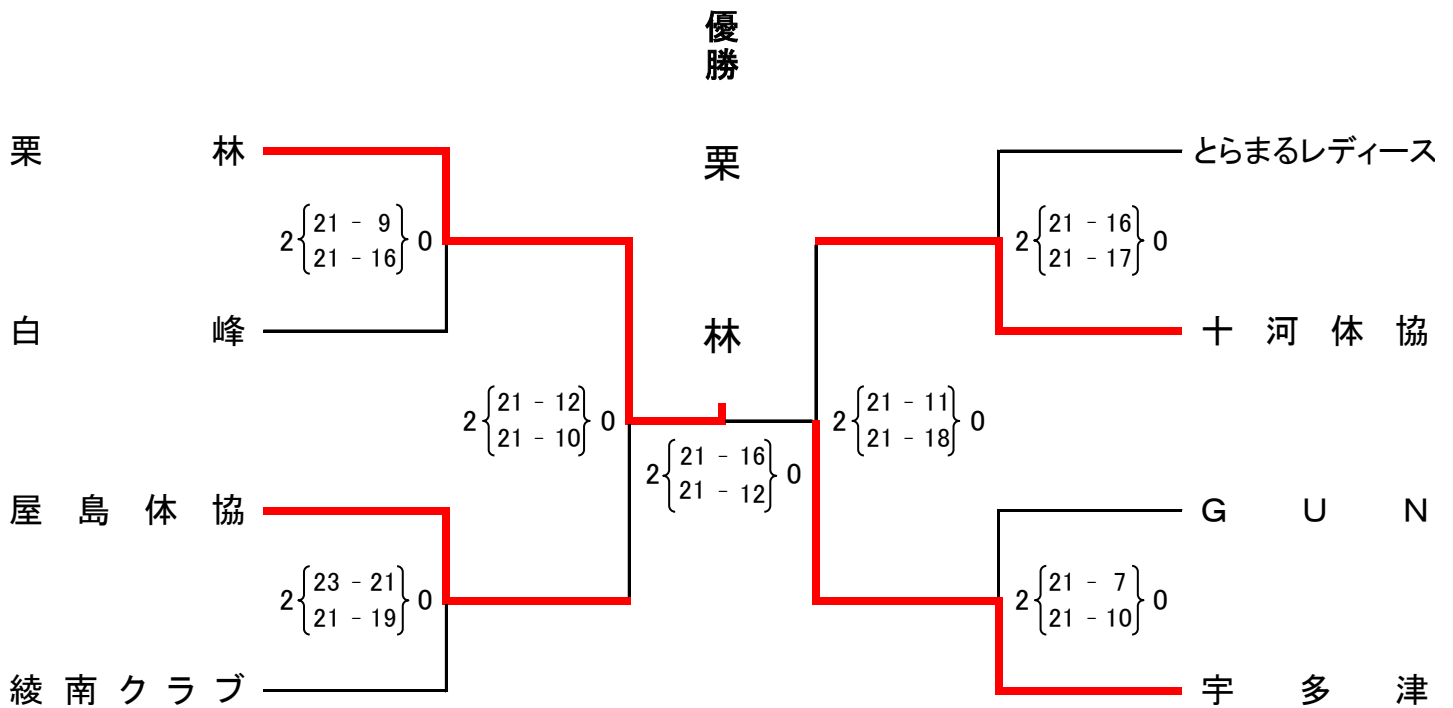 優勝
栗林
栗林
白峰
屋島体協
綾南クラブ
2 { 21 - 9 } 0
21 - 16
2 { 23 - 21 } 0
21 - 19
2 { 21 - 12 } 0
21 - 10
2 { 21 - 16 } 0
21 - 12
2 { 21 - 11 } 0
21 - 18
2 { 21 - 16 } 0
21 - 17
2 { 21 - 7 } 0
21 - 10
とらまるレディース
十河体協
GUN
宇多津